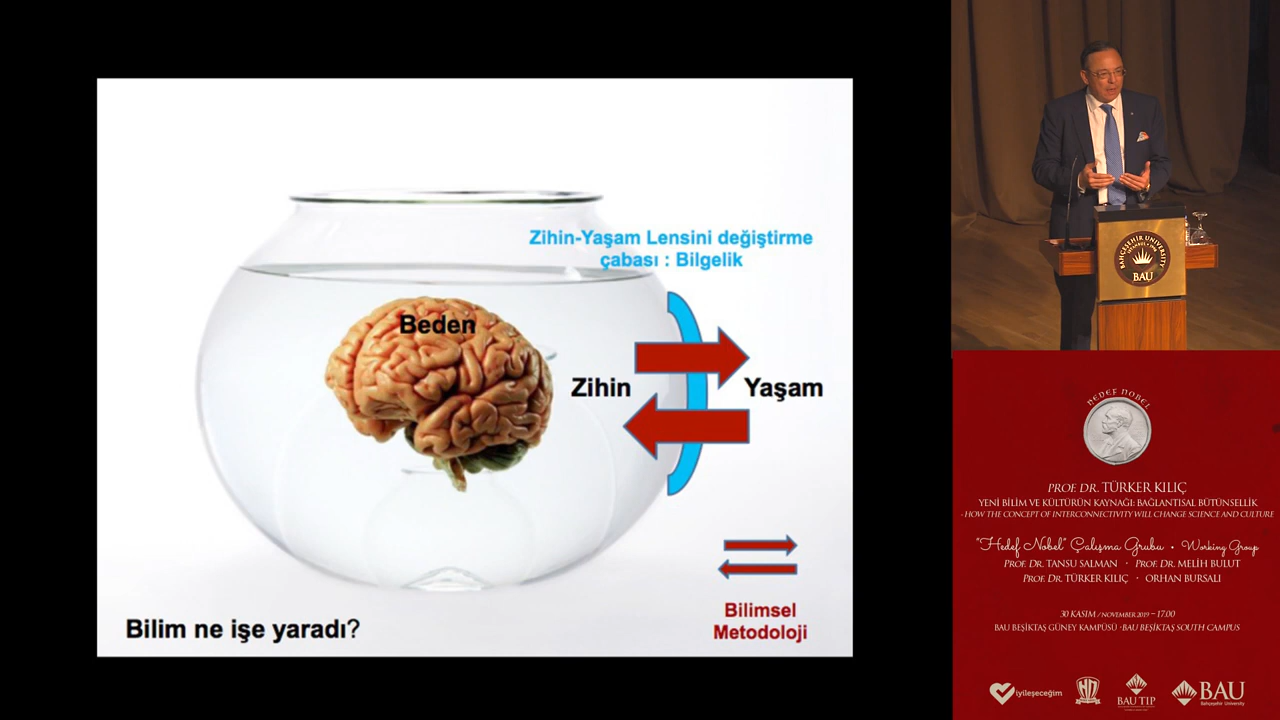 Zihin-Yaşam Lensini değiştirme
çabası : Bilgelik
Beden
Zihin
Yaşam
Bilimsel
Metodoloji
Bilim ne işe yaradı?
BAHÇEŞEHİR UNIVERSITY
İSTANBUL 1998
BAU
HEDEF NOBEL
PROF. DR. TÜRKER KILIÇ
YENİ BİLİM VE KÜLTÜRÜN KAYNAĞI: BAĞLANTISAL BÜTÜNSELLİK
- HOW THE CONCEPT OF INTERCONNECTIVITY WILL CHANGE SCIENCE AND CULTURE
"Hedef Nobel" Çalışma Grubu • Working Group
PROF. DR. TANSU SALMAN • PROF. DR. MELİH BULUT
PROF. DR. TÜRKER KILIÇ • ORHAN BURSALI
30 KASIM / NOVEMBER 2019 – 17.00
BAU BEŞİKTAŞ GÜNEY KAMPÜSÜ - BAU BEŞİKTAŞ SOUTH CAMPUS
iyileşeceğim
BAU TIP
BAU
Bahçeşehir University